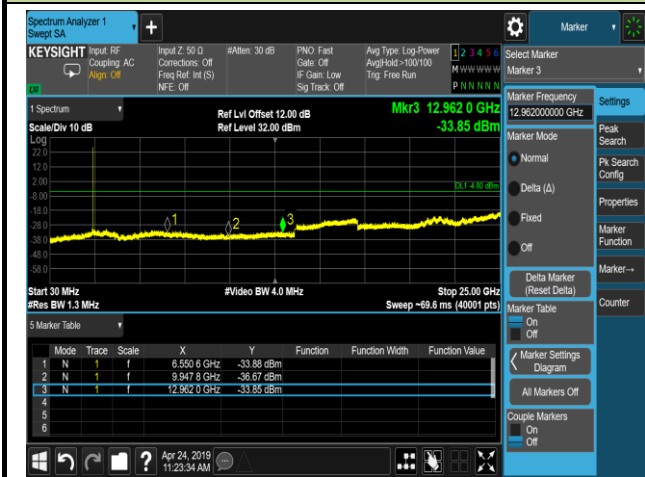 Spectrum Analyzer 1
Swept SA
Marker
KEYSIGHT
Input: RF
Coupling: AC
Align: Off
Input Z: 50 Ω
Corrections: Off
Freq Ref: Int (S)
NFE: Off
#Atten: 30 dB
PNO: Fast
Gate: Off
IF Gain: Low
Sig Track: Off
Avg Type: Log-Power
Avg|Hold:>100/100
Trig: Free Run
1 2 3 4 5 6
M W W W W W
P N N N N N
LXI
Select Marker
Marker 3
1 Spectrum
Scale/Div 10 dB
Ref Lvl Offset 12.00 dB
Ref Level 32.00 dBm
Mkr3 12.962 0 GHz
-33.85 dBm
Log
22.0
12.0
2.00
-8.00
-18.0
-28.0
-38.0
-48.0
-58.0
DL1 -4.80 dBm
1
2
3
Start 30 MHz
#Res BW 1.3 MHz
#Video BW 4.0 MHz
Stop 25.00 GHz
Sweep ~69.6 ms (40001 pts)
5 Marker Table
Mode Trace Scale X Y Function Function Width Function Value
1 N 1 f 6.550 6 GHz -33.88 dBm
2 N 1 f 9.947 8 GHz -36.67 dBm
3 N 1 f 12.962 0 GHz -33.85 dBm
4
5
6
Marker Frequency
12.962000000 GHz
Marker Mode
Normal
Delta (Δ)
Fixed
Off
Delta Marker
(Reset Delta)
Marker Table
On
Off
Marker Settings
Diagram
All Markers Off
Couple Markers
On
Off
Settings
Peak
Search
Pk Search
Config
Properties
Marker
Function
Marker→
Counter
?
Apr 24, 2019
11:23:34 AM